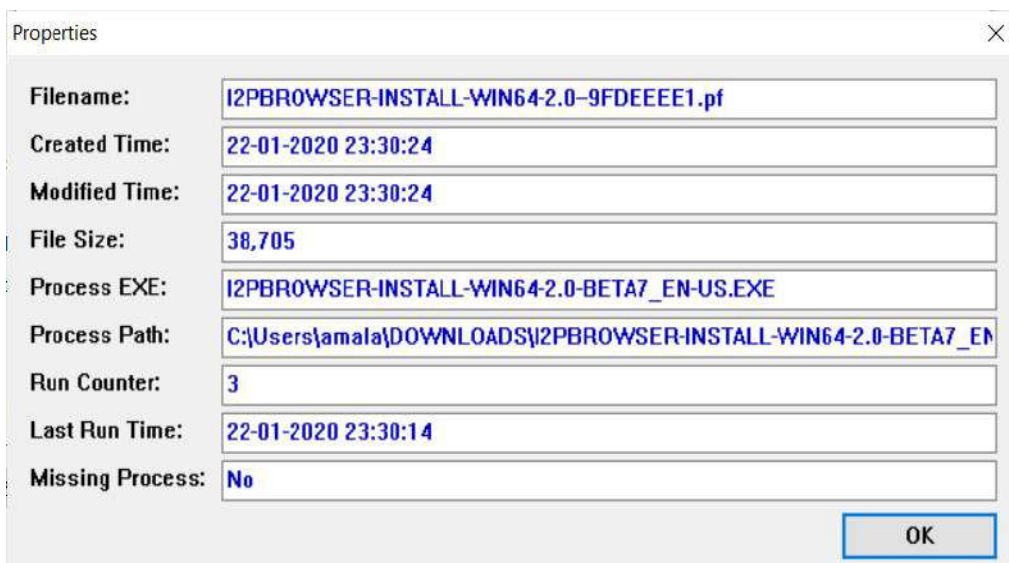 Properties
Filename: I2PBROWSER-INSTALL-WIN64-2.0–9FDEEEE1.pf
Created Time: 22-01-2020 23:30:24
Modified Time: 22-01-2020 23:30:24
File Size: 38,705
Process EXE: I2PBROWSER-INSTALL-WIN64-2.0-BETA7_EN-US.EXE
Process Path: C:\Users\amala\DOWNLOADS\I2PBROWSER-INSTALL-WIN64-2.0-BETA7_EN
Run Counter: 3
Last Run Time: 22-01-2020 23:30:14
Missing Process: No
OK